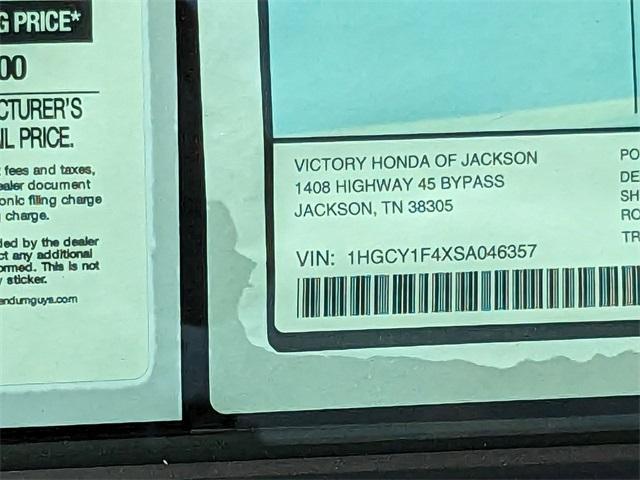 G PRICE*
00
CTURER'S
IL PRICE.
fees and taxes,
ealer document
onic filing charge
charge.
ded by the dealer
ct any additional
ormed. This is not
sticker.
endumguys.com
VICTORY HONDA OF JACKSON
1408 HIGHWAY 45 BYPASS
JACKSON, TN 38305
VIN: 1HGCY1F4XSA046357
PO
DE
SH
RO
TR